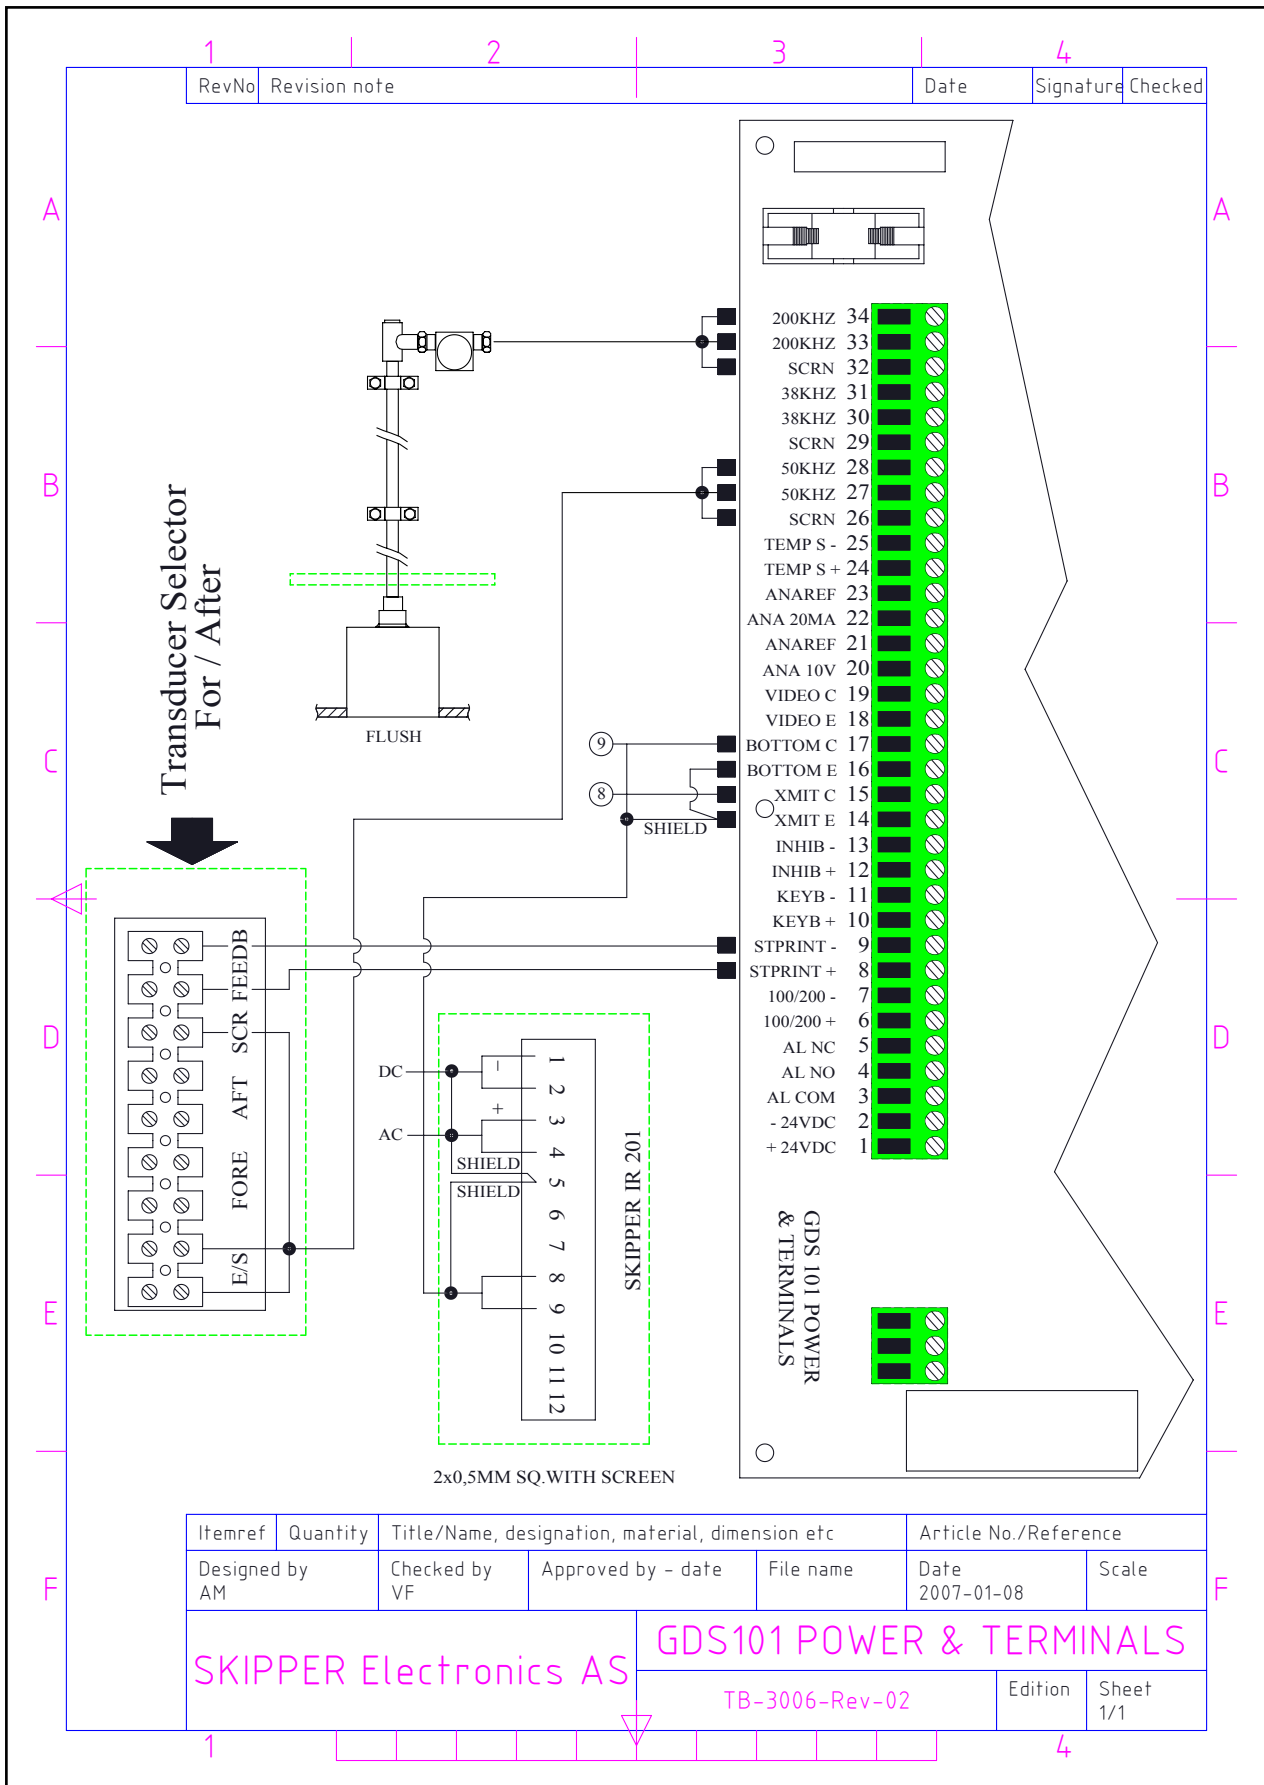 1 2 3 4
RevNo Revision note Date Signature Checked
A A
B B
C C
D D
E E
F F
Transducer Selector
For / After
FLUSH
200KHZ 34
200KHZ 33
SCRN 32
38KHZ 31
38KHZ 30
SCRN 29
50KHZ 28
50KHZ 27
SCRN 26
TEMP S - 25
TEMP S + 24
ANAREF 23
ANA 20MA 22
ANAREF 21
ANA 10V 20
VIDEO C 19
VIDEO E 18
9 BOTTOM C 17
BOTTOM E 16
8 XMIT C 15
SHIELD XMIT E 14
INHIB - 13
INHIB + 12
KEYB - 11
KEYB + 10
STPRINT - 9
STPRINT + 8
100/200 - 7
100/200 + 6
AL NC 5
AL NO 4
AL COM 3
- 24VDC 2
+ 24VDC 1
GDS 101 POWER
& TERMINALS
E/S FORE AFT SCR FEEDB
DC -
+
AC
SHIELD
SHIELD
1 2 3 4 5 6 7 8 9 10 11 12
SKIPPER IR 201
2x0,5MM SQ.WITH SCREEN
Itemref Quantity Title/Name, designation, material, dimension etc Article No./Reference
Designed by Checked by Approved by - date File name Date Scale
AM VF 2007-01-08
SKIPPER Electronics AS
GDS101 POWER & TERMINALS
TB-3006-Rev-02
Edition Sheet
1/1
1 4